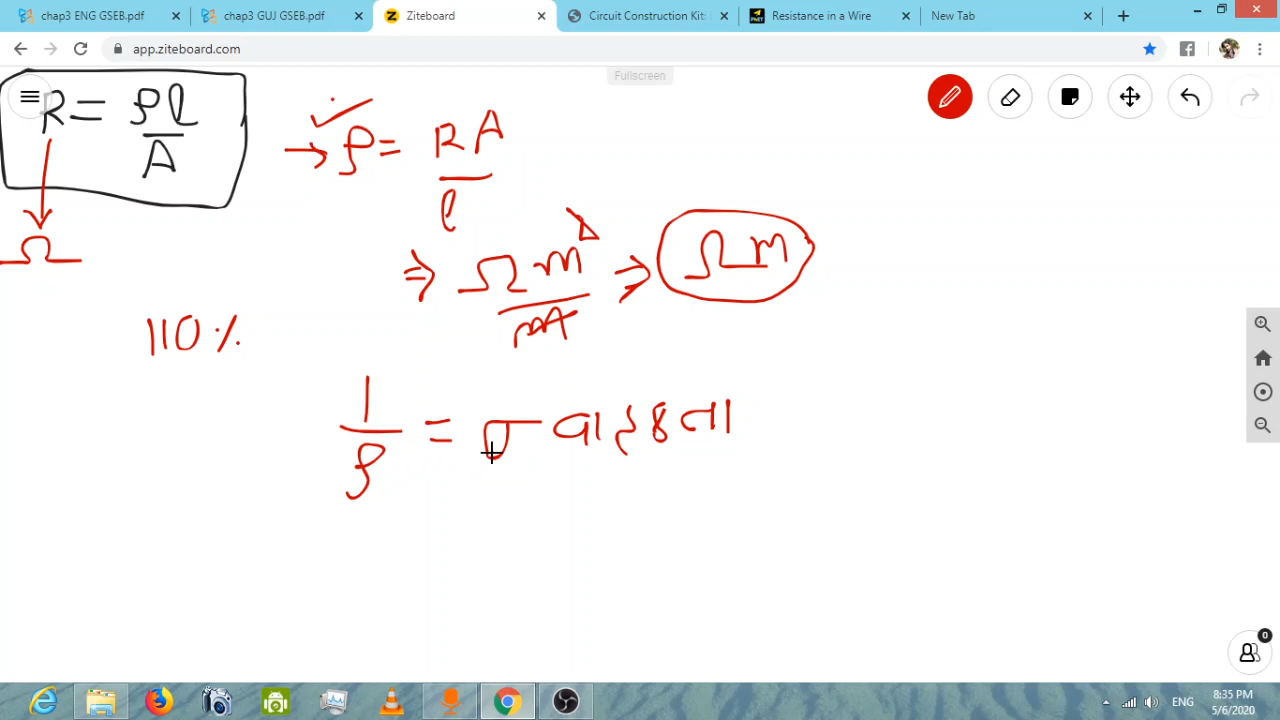 chap3 ENG GSEB.pdf
chap3 GUJ GSEB.pdf
Ziteboard
Circuit Construction Kit:
Resistance in a Wire
New Tab
app.ziteboard.com
Fullscreen
R = ρl/A
→ ρ = RA/l
Ω
⇒ Ωm²/m ⇒ Ωm
110%
1/ρ = σ વાહકતા
0
ENG
8:35 PM
5/6/2020